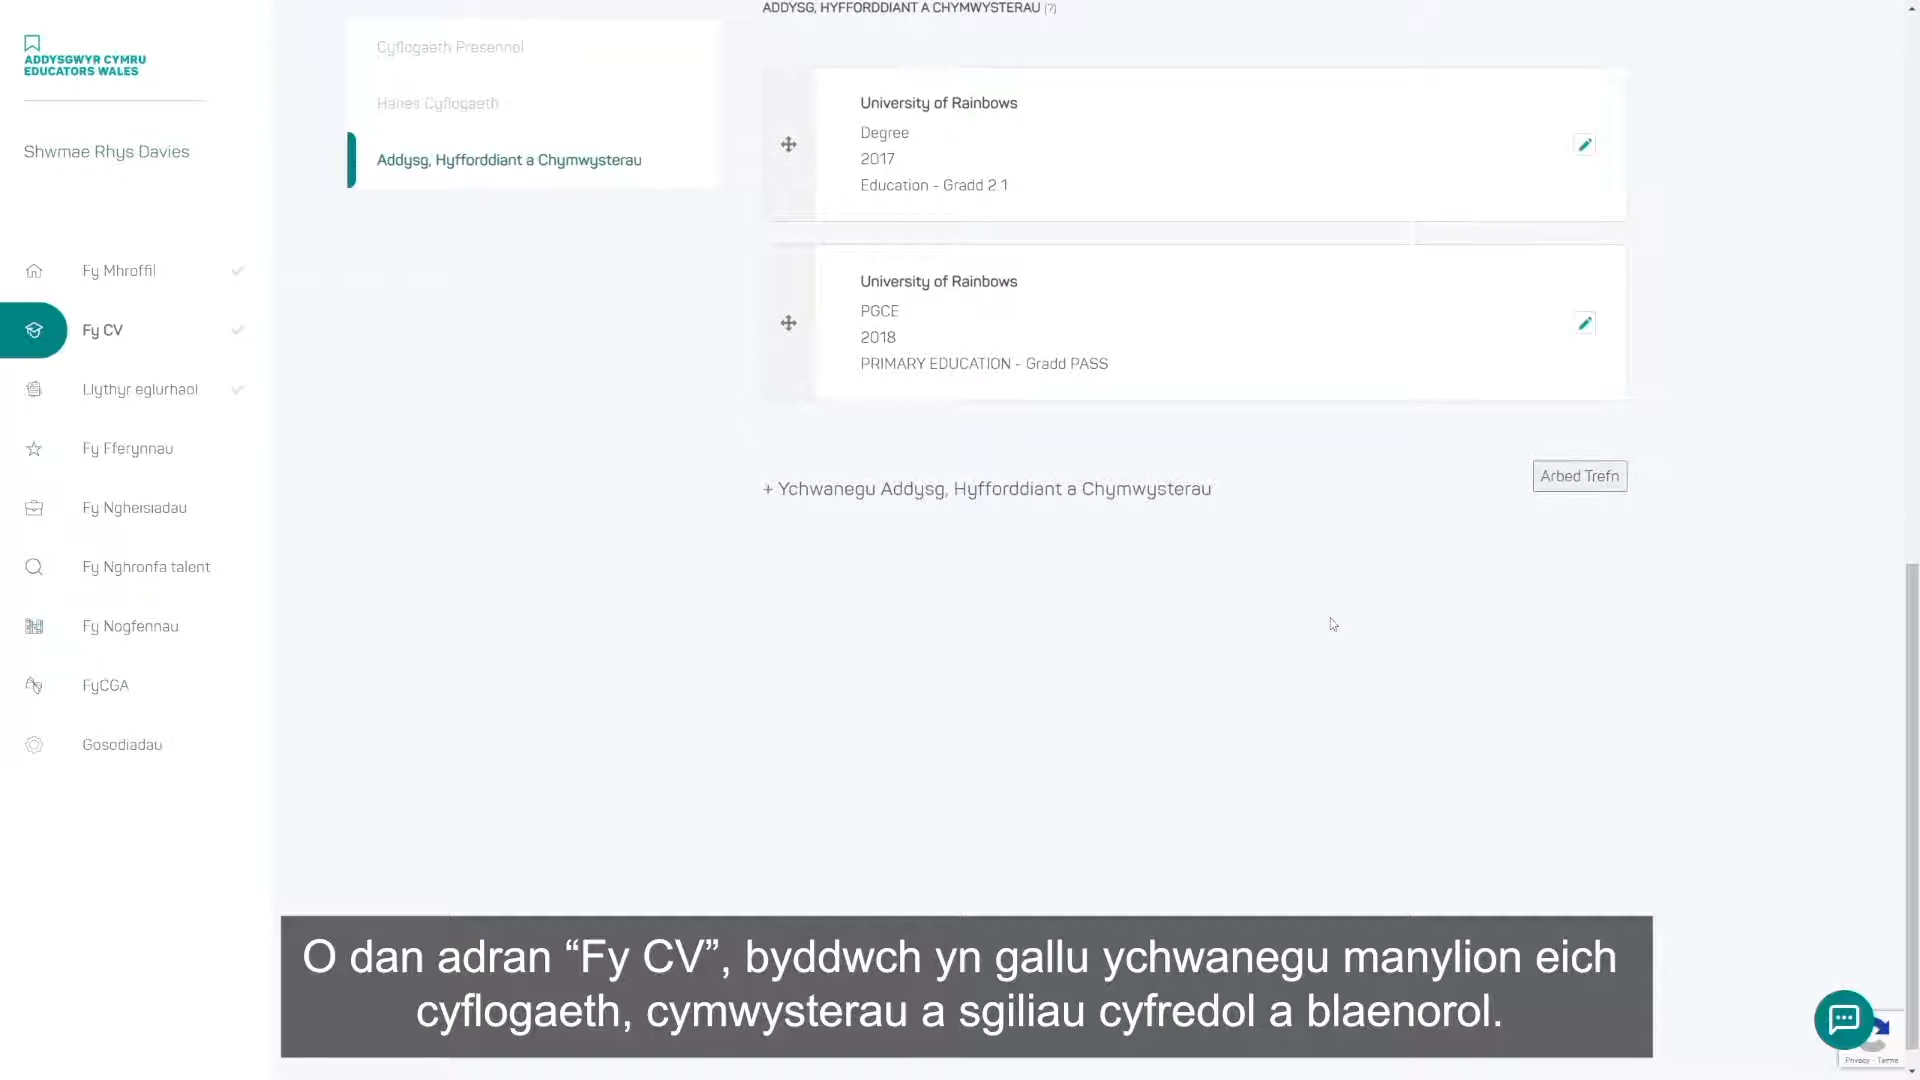 ADDYSGWYR CYMRU
EDUCATORS WALES
Shwmae Rhys Davies
Fy Mhroffil
Fy CV
Llythyr eglurhaol
Fy Fferynnau
Fy Ngheisiadau
Fy Nghronfa talent
Fy Nogfennau
FyCGA
Gosodiadau
Cyflogaeth Presennol
Hanes Cyflogaeth
Addysg, Hyfforddiant a Chymwysterau
ADDYSG, HYFFORDDIANT A CHYMWYSTERAU (?)
University of Rainbows
Degree
2017
Education - Gradd 2:1
University of Rainbows
PGCE
2018
PRIMARY EDUCATION - Gradd PASS
+ Ychwanegu Addysg, Hyfforddiant a Chymwysterau
Arbed Trefn
O dan adran “Fy CV”, byddwch yn gallu ychwanegu manylion eich
cyflogaeth, cymwysterau a sgiliau cyfredol a blaenorol.
Privacy - Terms